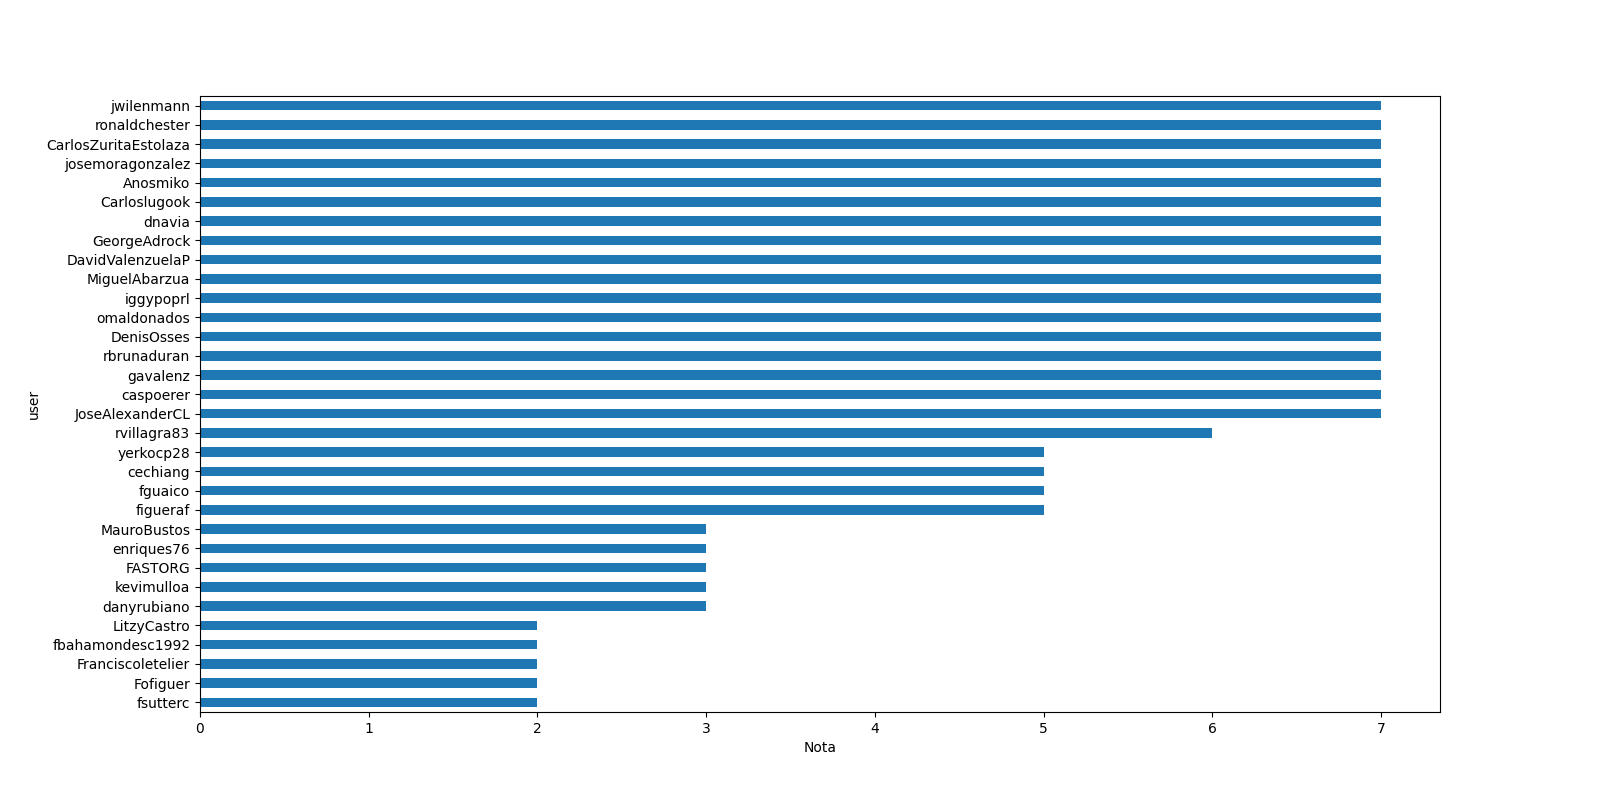 jwilenmann
ronaldchester
CarlosZuritaEstolaza
josemoragonzalez
Anosmiko
Carloslugook
dnavia
GeorgeAdrock
DavidValenzuelaP
MiguelAbarzua
iggypoprl
omaldonados
DenisOsses
rbrunaduran
gavalenz
caspoerer
JoseAlexanderCL
rvillagra83
yerkocp28
cechiang
fguaico
figueraf
MauroBustos
enriques76
FASTORG
kevimulloa
danyrubiano
LitzyCastro
fbahamondesc1992
Franciscoletelier
Fofiguer
fsutterc
user
0 1 2 3 4 5 6 7
Nota